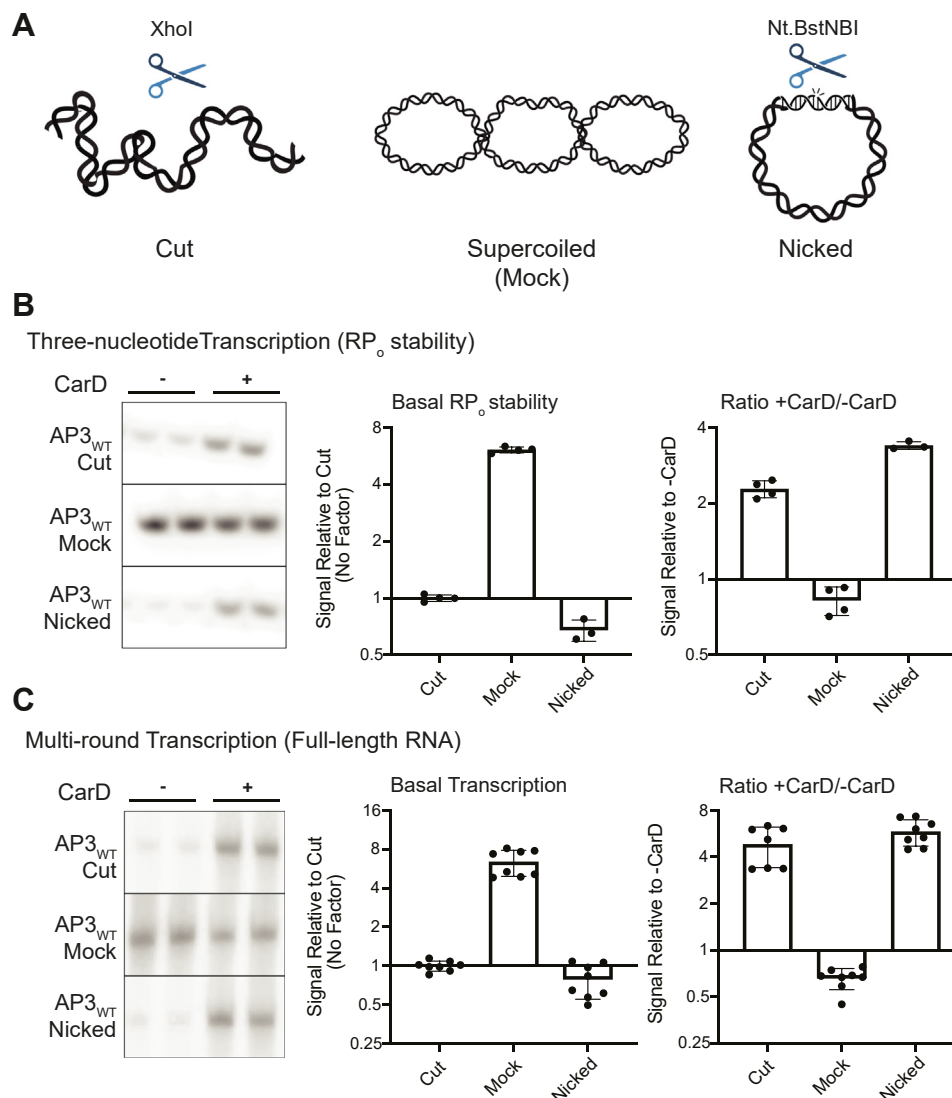 A
XhoI
Nt.BstNBI
Cut
Supercoiled
(Mock)
Nicked
B
Three-nucleotideTranscription (RPo stability)
CarD
-
+
AP3WT
Cut
AP3WT
Mock
AP3WT
Nicked
Basal RPo stability
Signal Relative to Cut
(No Factor)
8
4
2
1
0.5
Cut
Mock
Nicked
Ratio +CarD/-CarD
Signal Relative to -CarD
4
2
1
0.5
Cut
Mock
Nicked
C
Multi-round Transcription (Full-length RNA)
CarD
-
+
AP3WT
Cut
AP3WT
Mock
AP3WT
Nicked
Basal Transcription
Signal Relative to Cut
(No Factor)
16
8
4
2
1
0.5
0.25
Cut
Mock
Nicked
Ratio +CarD/-CarD
Signal Relative to -CarD
8
4
2
1
0.5
0.25
Cut
Mock
Nicked